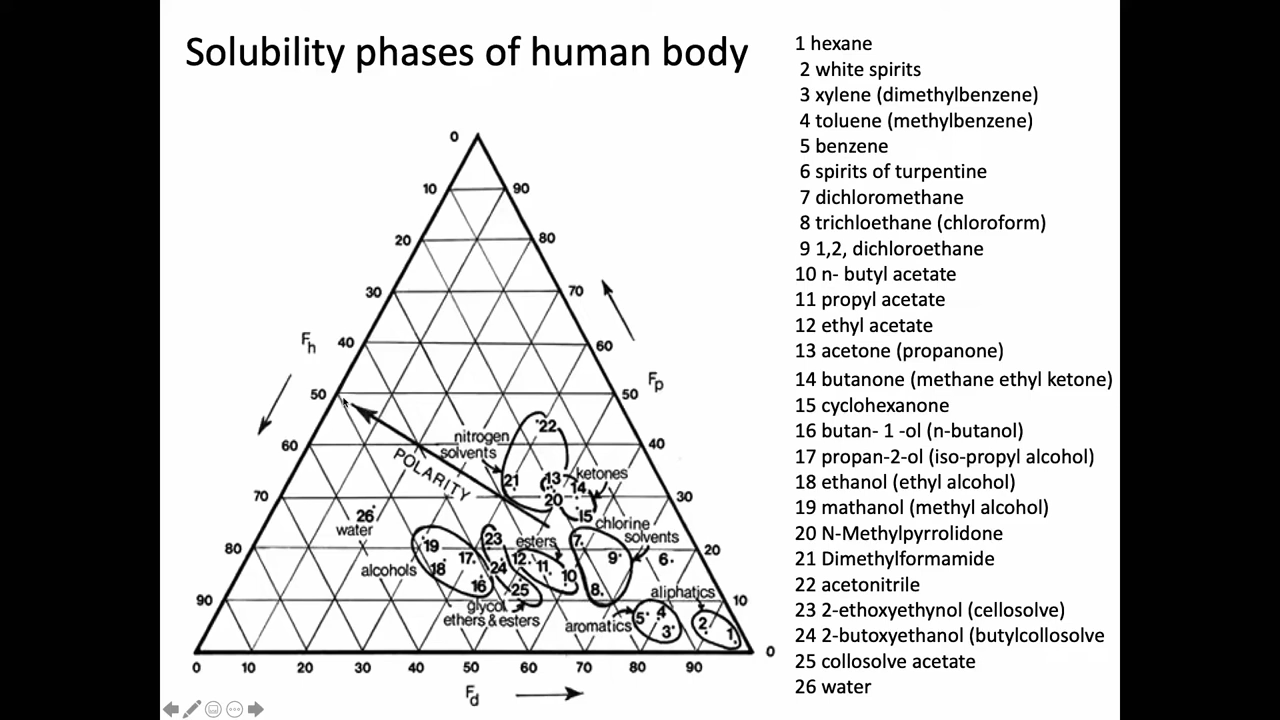 Solubility phases of human body
1 hexane
2 white spirits
3 xylene (dimethylbenzene)
4 toluene (methylbenzene)
5 benzene
6 spirits of turpentine
7 dichloromethane
8 trichloethane (chloroform)
9 1,2, dichloroethane
10 n- butyl acetate
11 propyl acetate
12 ethyl acetate
13 acetone (propanone)
14 butanone (methane ethyl ketone)
15 cyclohexanone
16 butan- 1 -ol (n-butanol)
17 propan-2-ol (iso-propyl alcohol)
18 ethanol (ethyl alcohol)
19 mathanol (methyl alcohol)
20 N-Methylpyrrolidone
21 Dimethylformamide
22 acetonitrile
23 2-ethoxyethynol (cellosolve)
24 2-butoxyethanol (butylcollosolve
25 collosolve acetate
26 water
0
10 90
20 80
30 70
Fh 40 60
50 Fp 50
60 40
70 30
80 20
90 10
0
nitrogen
solvents
22
21
13
14
20
15
ketones
POLARITY
26
water
19
18
17
16
alcohols
23
24
25
glycol
ethers & esters
esters
12
11
10
chlorine
solvents
7
9
8
6
aliphatics
2
1
aromatics
5
4
3
0 10 20 30 40 50 60 70 80 90
Fd